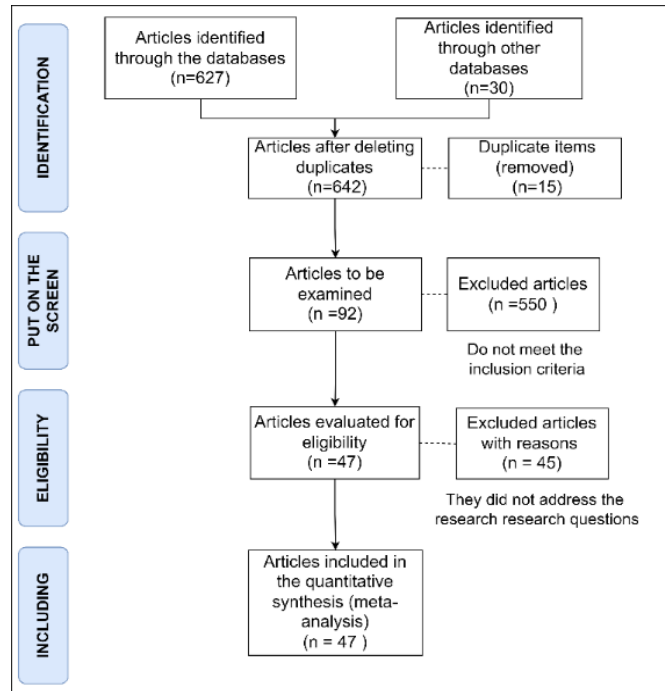 IDENTIFICATION
Articles identified
through the databases
(n=627)
Articles identified
through other
databases
(n=30)
Articles after deleting
duplicates
(n=642)
Duplicate items
(removed)
(n=15)
PUT ON THE
SCREEN
Articles to be
examined
(n =92)
Excluded articles
(n =550 )
Do not meet the
inclusion criteria
ELIGIBILITY
Articles evaluated for
eligibility
(n =47)
Excluded articles
with reasons
(n = 45)
They did not address the
research research questions
INCLUDING
Articles included in
the quantitative
synthesis (meta-
analysis)
(n = 47 )